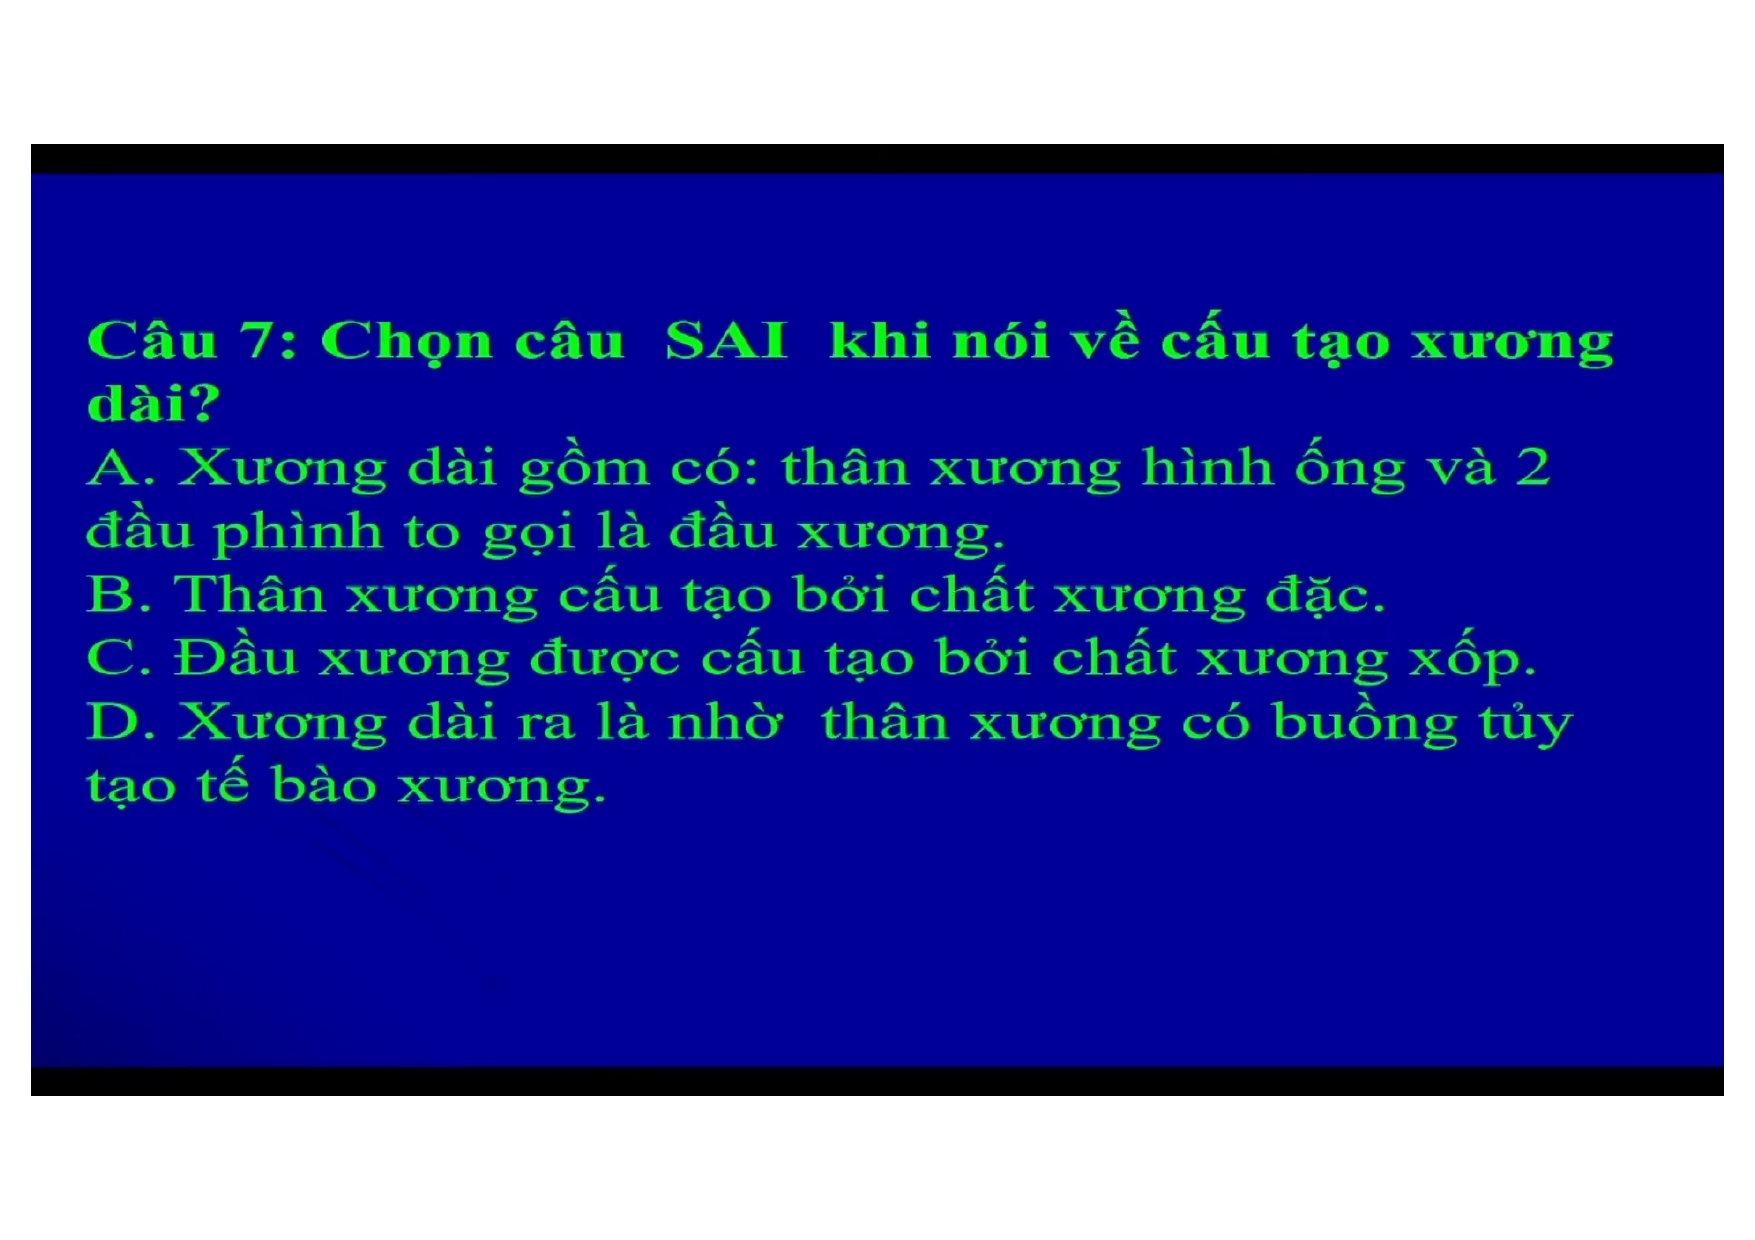 Câu 7: Chọn câu SAI khi nói về cấu tạo xương
dài?
A. Xương dài gồm có: thân xương hình ống và 2
đầu phình to gọi là đầu xương.
B. Thân xương cấu tạo bởi chất xương đặc.
C. Đầu xương được cấu tạo bởi chất xương xốp.
D. Xương dài ra là nhờ thân xương có buồng tủy
tạo tế bào xương.